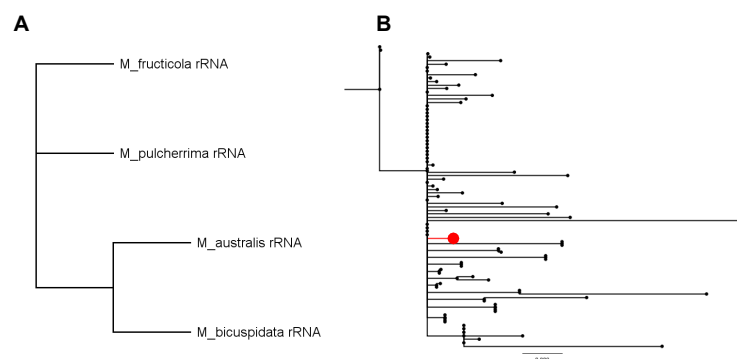 A
B
M_fructicola rRNA
M_pulcherrima rRNA
M_australis rRNA
M_bicuspidata rRNA